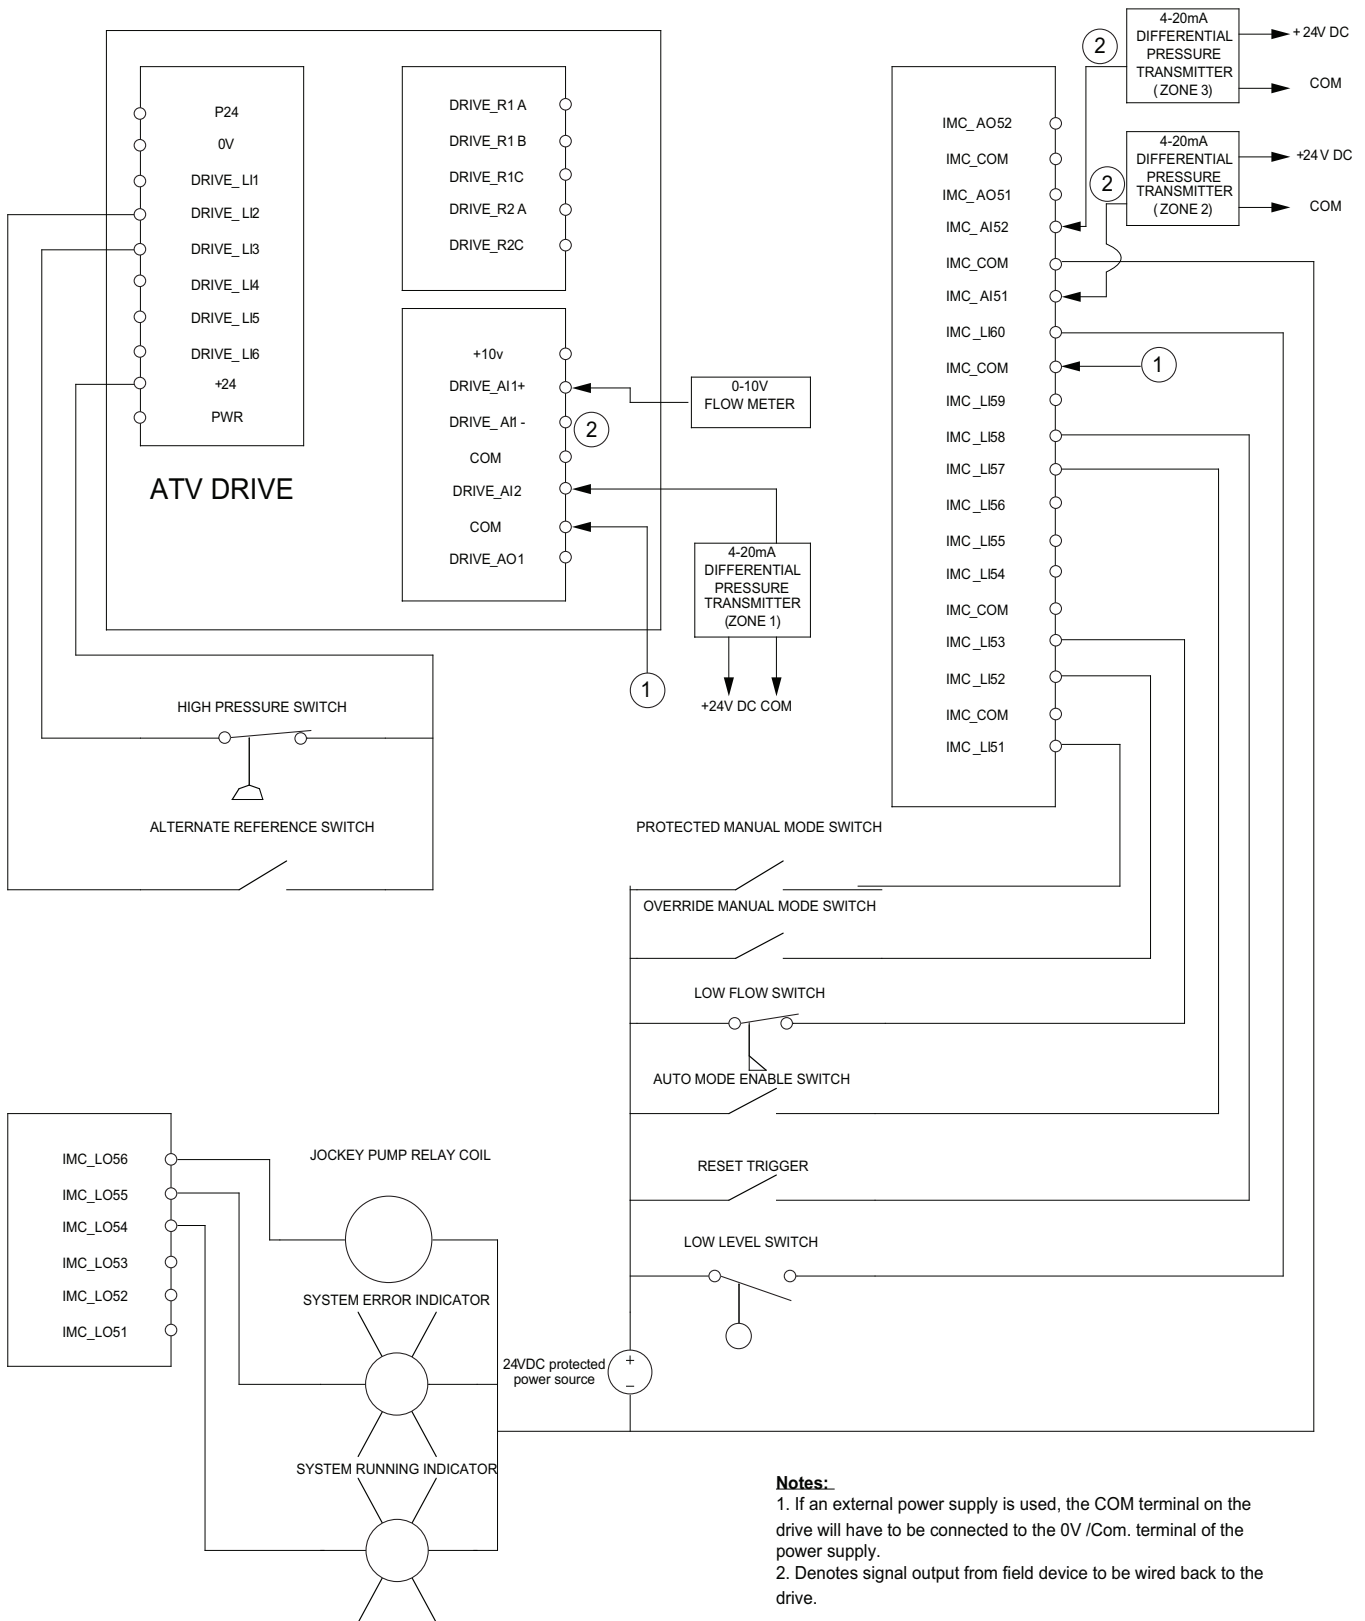 P24
0V
DRIVE_LI1
DRIVE_LI2
DRIVE_LI3
DRIVE_LI4
DRIVE_LI5
DRIVE_LI6
+24
PWR
ATV DRIVE
DRIVE_R1 A
DRIVE_R1 B
DRIVE_R1C
DRIVE_R2 A
DRIVE_R2C
+10v
DRIVE_AI1+
DRIVE_AI1 -
COM
DRIVE_AI2
COM
DRIVE_AO1
2
0-10V
FLOW METER
4-20mA
DIFFERENTIAL
PRESSURE
TRANSMITTER
(ZONE 1)
+24V DC COM
1
IMC_AO52
IMC_COM
IMC_AO51
IMC_AI52
IMC_COM
IMC_AI51
IMC_LI60
IMC_COM
IMC_LI59
IMC_LI58
IMC_LI57
IMC_LI56
IMC_LI55
IMC_LI54
IMC_COM
IMC_LI53
IMC_LI52
IMC_COM
IMC_LI51
2
4-20mA
DIFFERENTIAL
PRESSURE
TRANSMITTER
( ZONE 3)
+ 24V DC
COM
2
4-20mA
DIFFERENTIAL
PRESSURE
TRANSMITTER
( ZONE 2)
+24 V DC
COM
1
HIGH PRESSURE SWITCH
ALTERNATE REFERENCE SWITCH
PROTECTED MANUAL MODE SWITCH
OVERRIDE MANUAL MODE SWITCH
LOW FLOW SWITCH
AUTO MODE ENABLE SWITCH
RESET TRIGGER
LOW LEVEL SWITCH
IMC_LO56
IMC_LO55
IMC_LO54
IMC_LO53
IMC_LO52
IMC_LO51
JOCKEY PUMP RELAY COIL
SYSTEM ERROR INDICATOR
SYSTEM RUNNING INDICATOR
24VDC protected
power source
+
–
Notes:
1. If an external power supply is used, the COM terminal on the
drive will have to be connected to the 0V /Com. terminal of the
power supply.
2. Denotes signal output from field device to be wired back to the
drive.